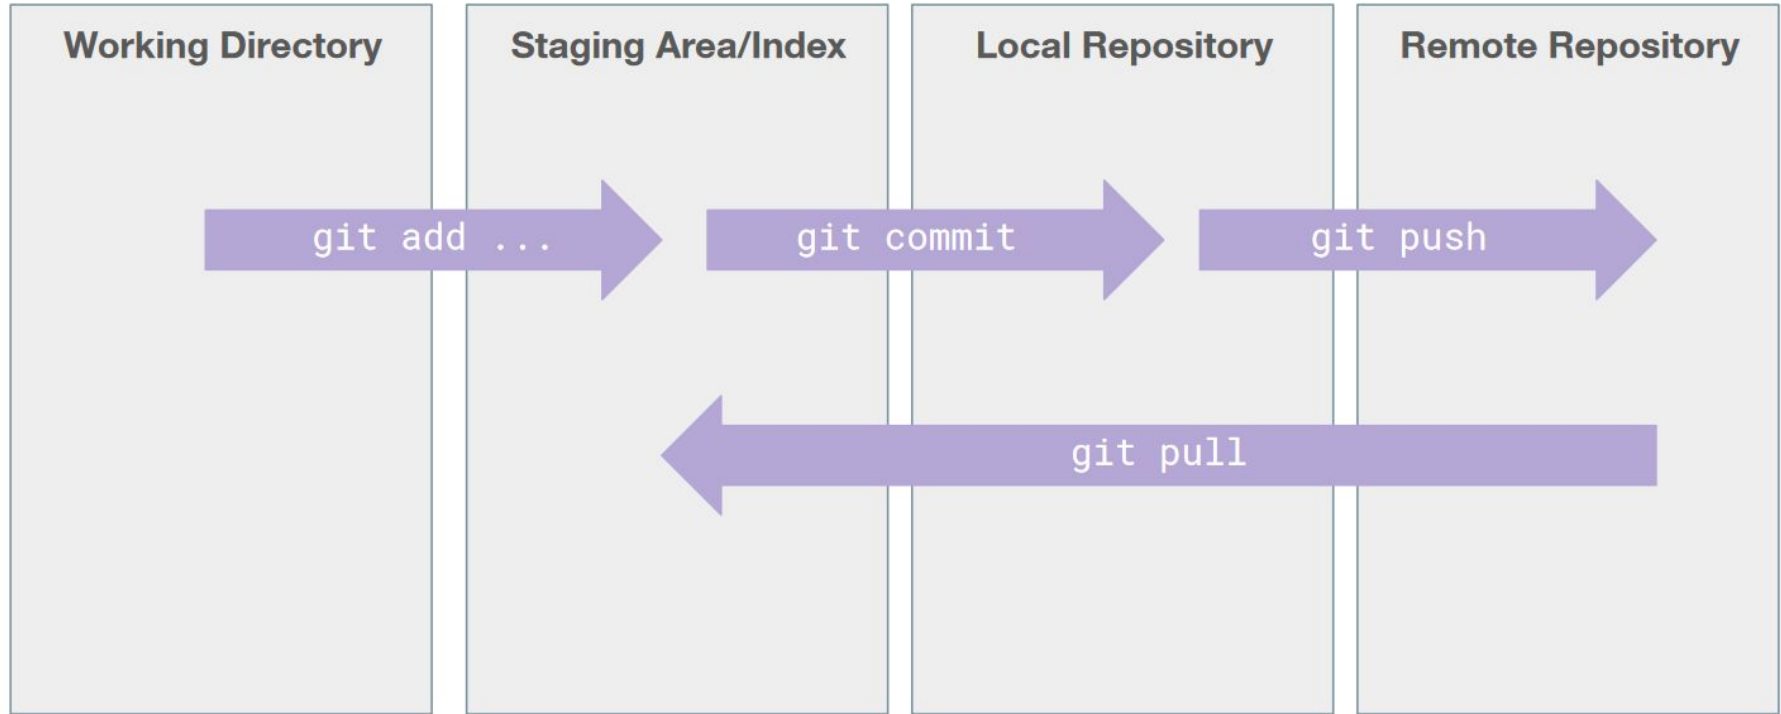 Working Directory
Staging Area/Index
Local Repository
Remote Repository
git add ...
git commit
git push
git pull